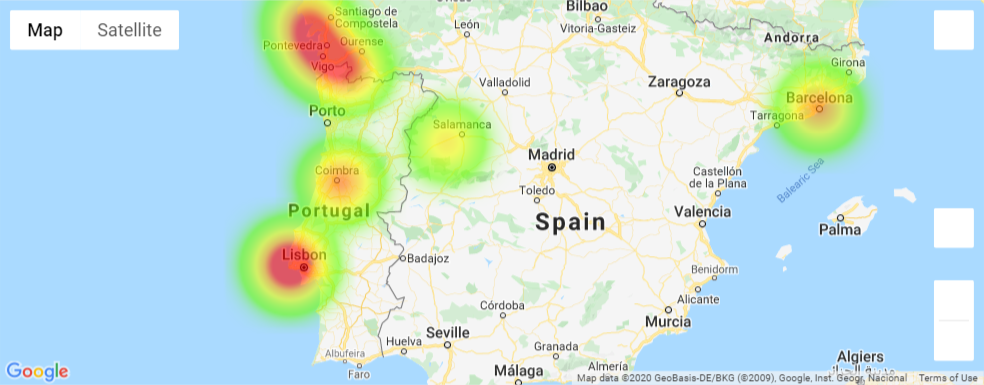 Map
Satellite
Santiago de
Compostela
Pontevedra
Ourense
Vigo
León
Bilbao
Vitoria-Gasteiz
Andorra
Girona
Porto
Valladolid
Zaragoza
Barcelona
Tarragona
Salamanca
Madrid
Coimbra
Toledo
Castellón
de la Plana
Balearic Sea
Portugal
Spain
Valencia
Palma
Lisbon
Badajoz
Benidorm
Alicante
Córdoba
Murcia
Seville
Huelva
Albufeira
Faro
Granada
Almería
Málaga
Algiers
مدينة الجزائر
Google
Map data ©2020 GeoBasis-DE/BKG (©2009), Google, Inst. Geogr. Nacional
Terms of Use